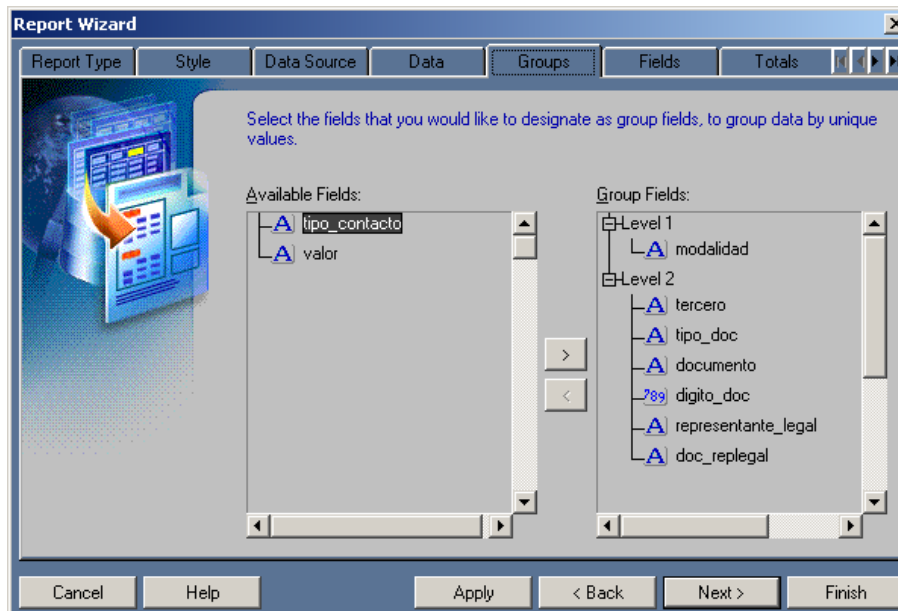 Report Wizard
Report Type
Style
Data Source
Data
Groups
Fields
Totals
Select the fields that you would like to designate as group fields, to group data by unique
values.
Available Fields:
tipo_contacto
valor
>
<
Group Fields:
Level 1
modalidad
Level 2
tercero
tipo_doc
documento
789 digito_doc
representante_legal
doc_replegal
Cancel
Help
Apply
< Back
Next >
Finish